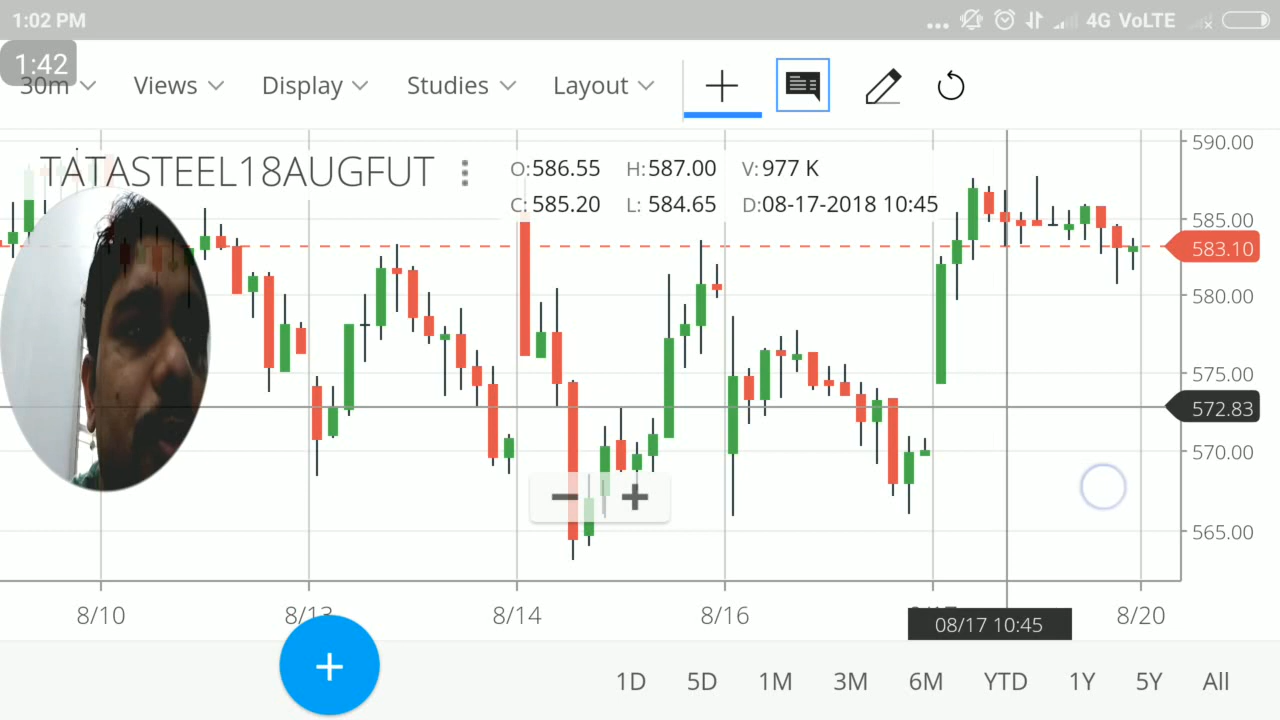 1:02 PM ... 4G VoLTE
1:42
30m Views Display Studies Layout
TATASTEEL18AUGFUT
O:586.55 H:587.00 V:977 K
C:585.20 L:584.65 D:08-17-2018 10:45
590.00
585.00
583.10
580.00
575.00
572.83
570.00
565.00
8/10 8/13 8/14 8/16 8/20
08/17 10:45
1D 5D 1M 3M 6M YTD 1Y 5Y All